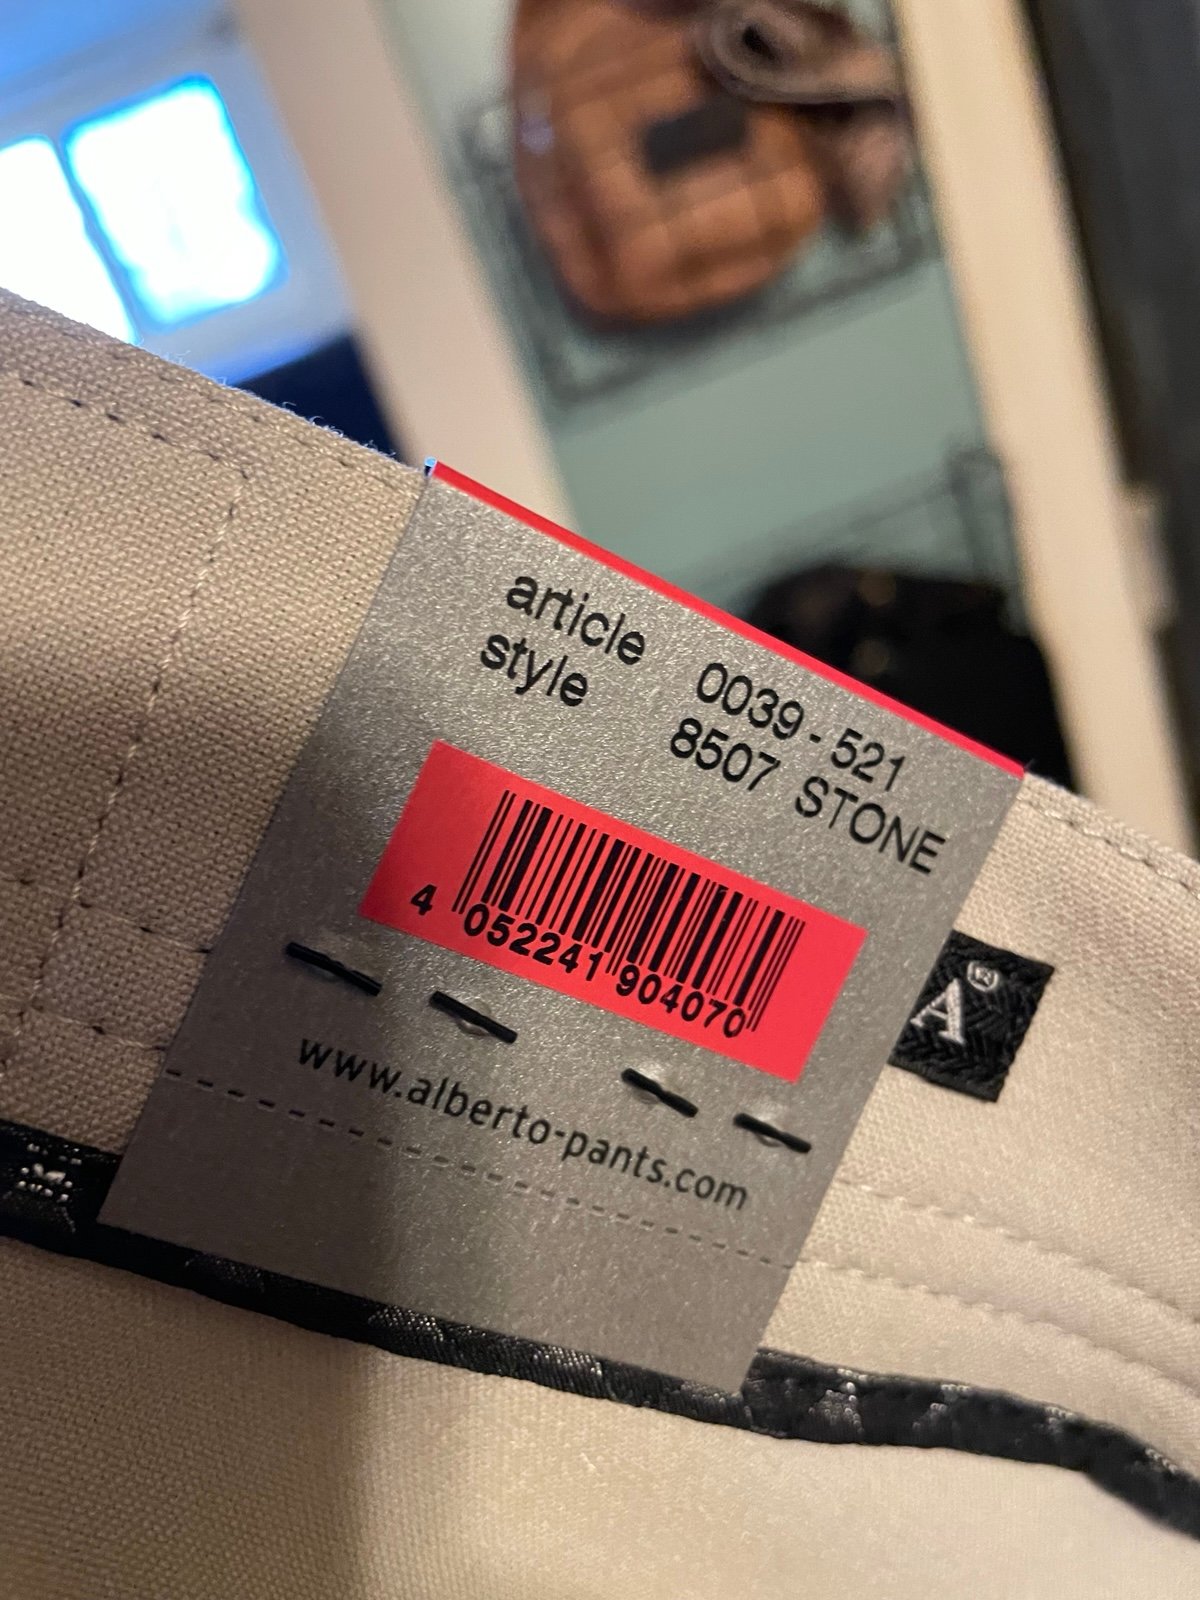 article 0039 - 521
style 8507 STONE
4 052241 904070
www.alberto-pants.com
A®